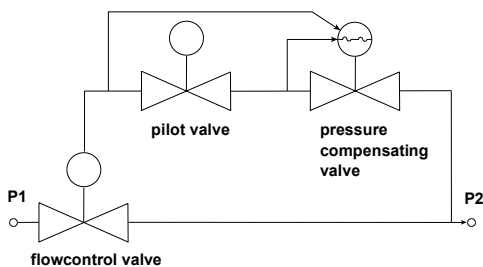 pilot valve
pressure
compensating
valve
P1
P2
flowcontrol valve